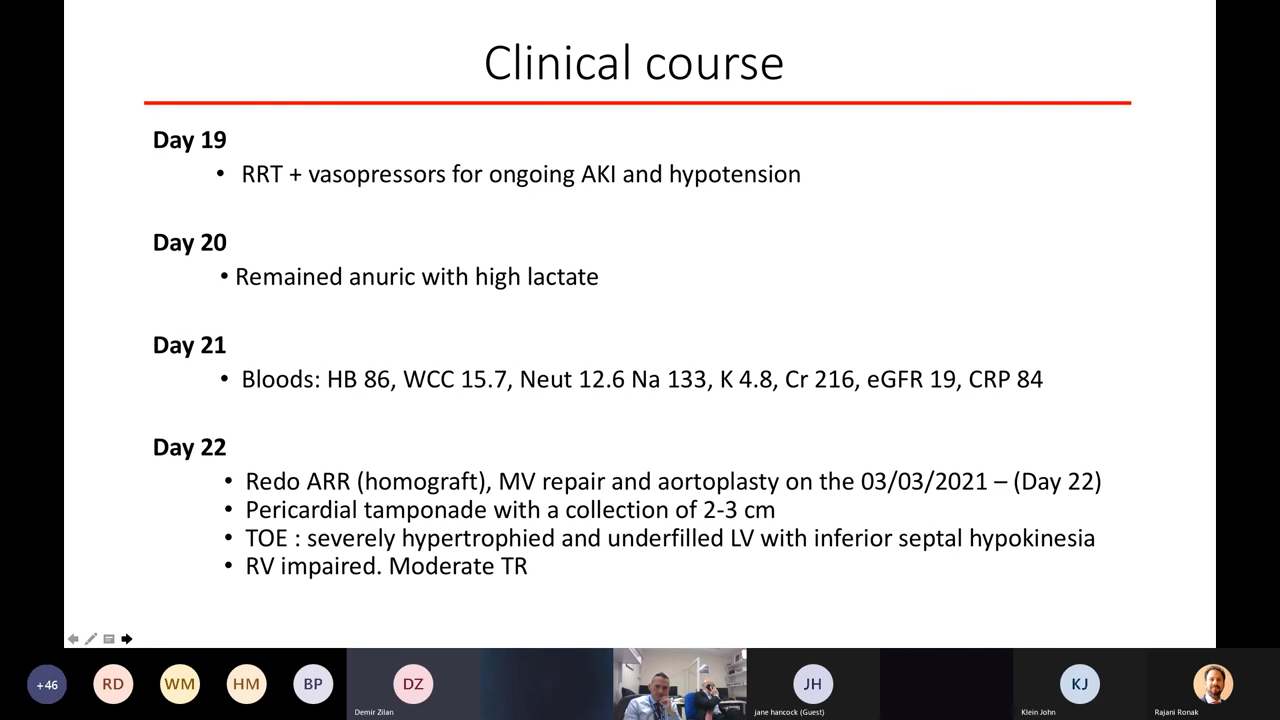 Clinical course
Day 19
• RRT + vasopressors for ongoing AKI and hypotension
Day 20
• Remained anuric with high lactate
Day 21
• Bloods: HB 86, WCC 15.7, Neut 12.6 Na 133, K 4.8, Cr 216, eGFR 19, CRP 84
Day 22
• Redo ARR (homograft), MV repair and aortoplasty on the 03/03/2021 – (Day 22)
• Pericardial tamponade with a collection of 2-3 cm
• TOE : severely hypertrophied and underfilled LV with inferior septal hypokinesia
• RV impaired. Moderate TR
+46 RD WM HM BP DZ JH KJ
Demir Zilan jane hancock (Guest) Klein John Rajani Ronak